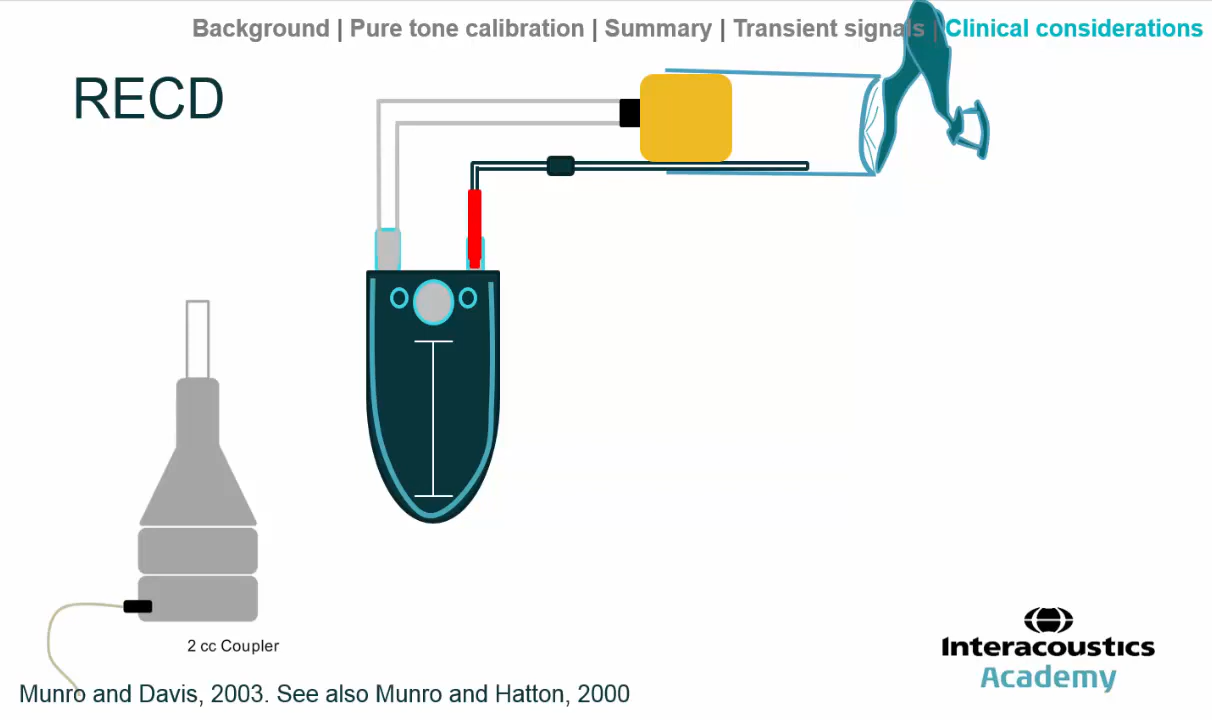 Background | Pure tone calibration | Summary | Transient signals | Clinical considerations
RECD
2 cc Coupler
Interacoustics
Academy
Munro and Davis, 2003. See also Munro and Hatton, 2000